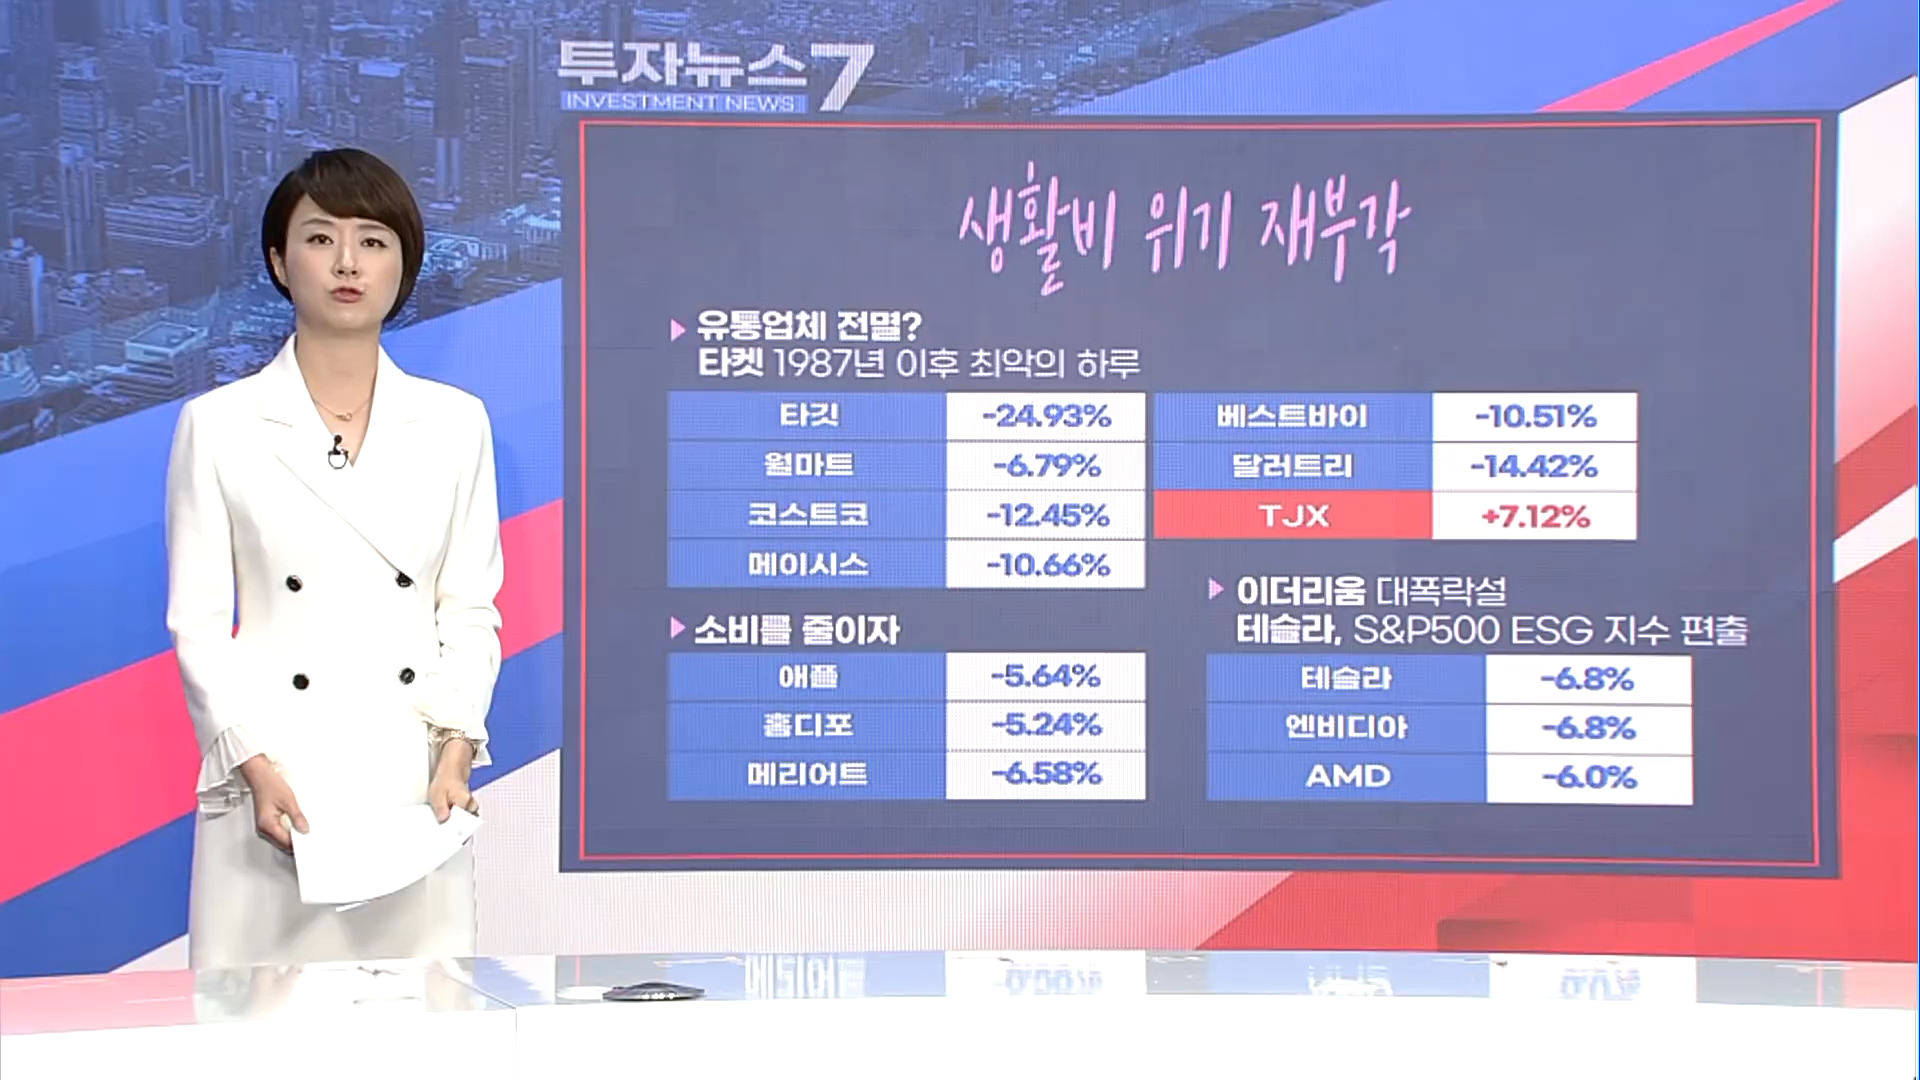 투자뉴스7
INVESTMENT NEWS
생활비 위기 재부각
유통업체 전멸?
타켓 1987년 이후 최악의 하루
타깃 -24.93%
월마트 -6.79%
코스트코 -12.45%
메이시스 -10.66%
베스트바이 -10.51%
달러트리 -14.42%
TJX +7.12%
소비를 줄이자
애플 -5.64%
홈디포 -5.24%
메리어트 -6.58%
이더리움 대폭락설
테슬라, S&P500 ESG 지수 편출
테슬라 -6.8%
엔비디아 -6.8%
AMD -6.0%